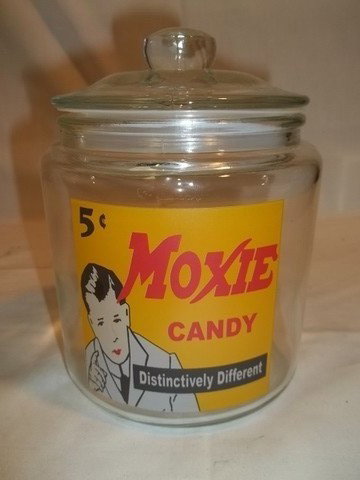 5¢
MOXIE
CANDY
Distinctively Different